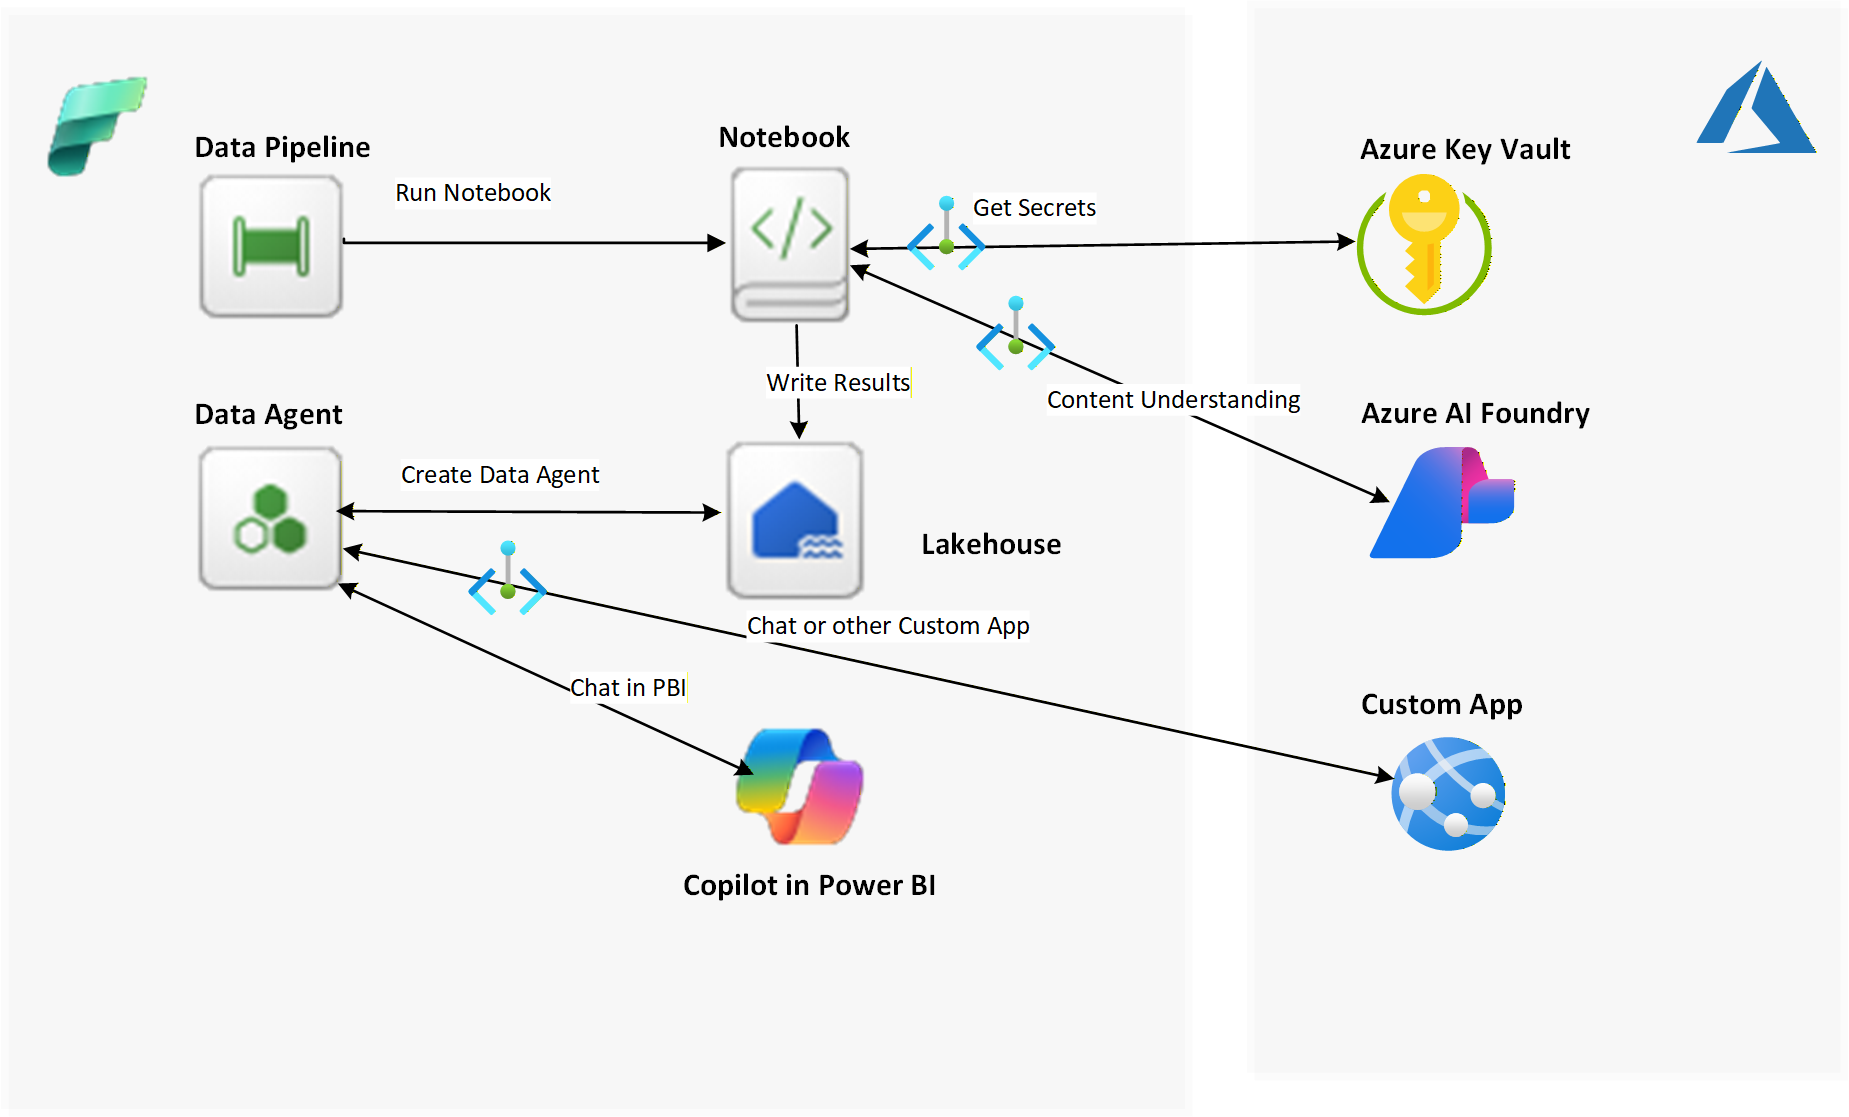 Data Pipeline
Run Notebook
Notebook
Get Secrets
Azure Key Vault
Write Results
Content Understanding
Azure AI Foundry
Data Agent
Create Data Agent
Lakehouse
Chat or other Custom App
Chat in PBI
Custom App
Copilot in Power BI